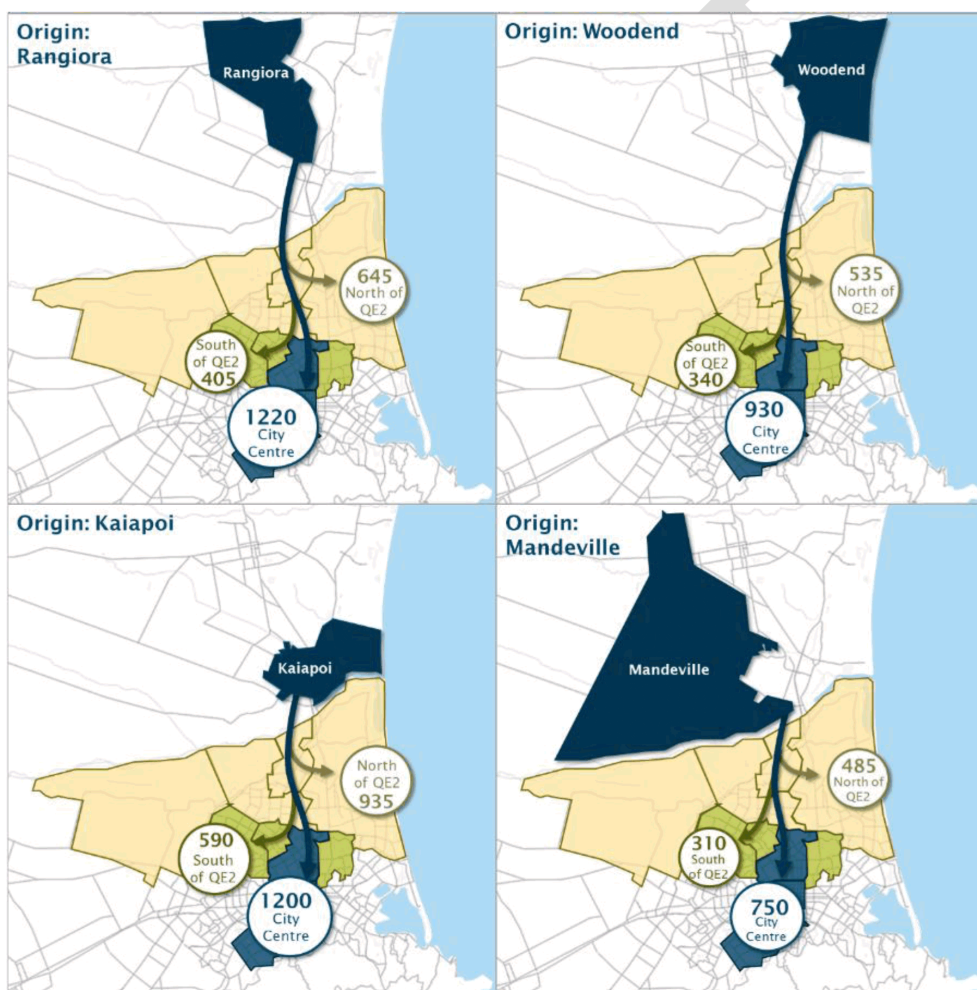 Origin:
Rangiora
Rangiora
645
North of
QE2
South
of QE2
405
1220
City
Centre
Origin: Woodend
Woodend
535
North of
QE2
South
of QE2
340
930
City
Centre
Origin: Kaiapoi
Kaiapoi
North
of QE2
935
590
South
of QE2
1200
City
Centre
Origin:
Mandeville
Mandeville
485
North of
QE2
310
South
of QE2
750
City
Centre